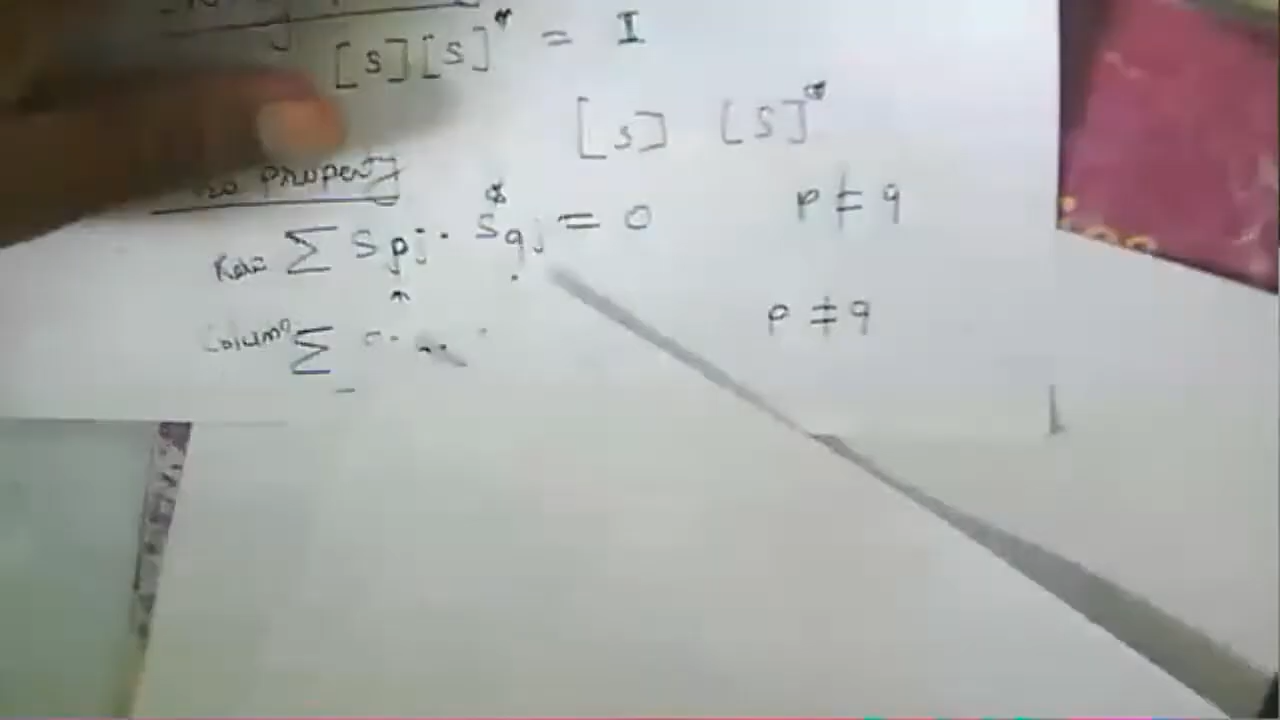 [S][S]* = I
[S] [S]*
property
Row ∑ Spj . S*qj = 0 p ≠ q
Column ∑ p ≠ q